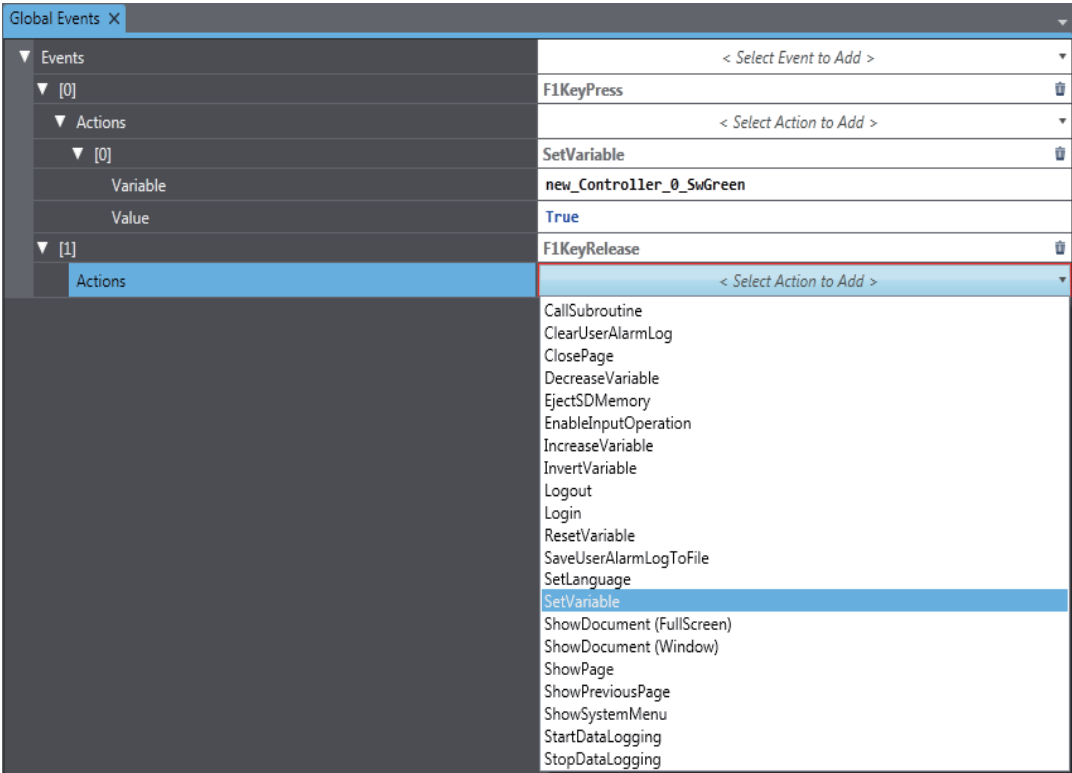 Global Events
Events < Select Event to Add >
[0] F1KeyPress
Actions < Select Action to Add >
[0] SetVariable
Variable new_Controller_0_SwGreen
Value True
[1] F1KeyRelease
Actions < Select Action to Add >
CallSubroutine
ClearUserAlarmLog
ClosePage
DecreaseVariable
EjectSDMemory
EnableInputOperation
IncreaseVariable
InvertVariable
Logout
Login
ResetVariable
SaveUserAlarmLogToFile
SetLanguage
SetVariable
ShowDocument (FullScreen)
ShowDocument (Window)
ShowPage
ShowPreviousPage
ShowSystemMenu
StartDataLogging
StopDataLogging